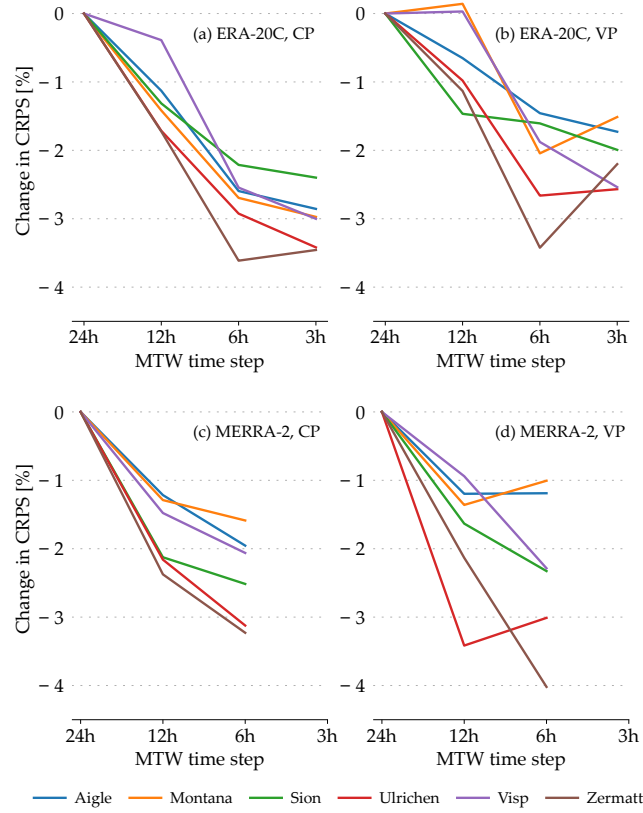 (a) ERA-20C, CP
(b) ERA-20C, VP
Change in CRPS [%]
0
− 1
− 2
− 3
− 4
24h 12h 6h 3h
MTW time step
0
− 1
− 2
− 3
− 4
24h 12h 6h 3h
MTW time step
(c) MERRA-2, CP
(d) MERRA-2, VP
Change in CRPS [%]
0
− 1
− 2
− 3
− 4
24h 12h 6h 3h
MTW time step
0
− 1
− 2
− 3
− 4
24h 12h 6h 3h
MTW time step
Aigle Montana Sion Ulrichen Visp Zermatt